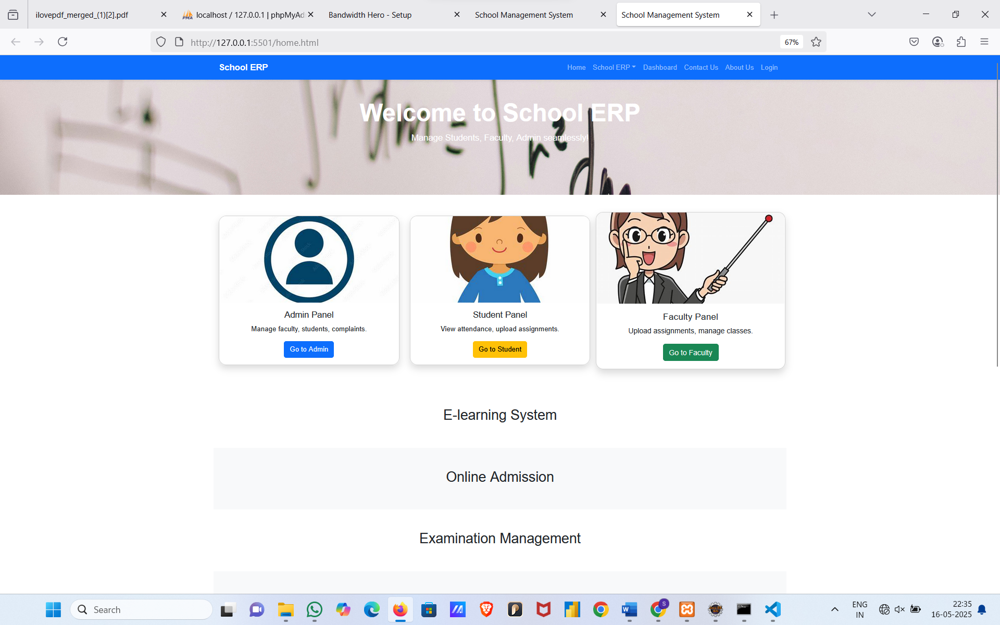 ilovepdf_merged_(1)[2].pdf
localhost / 127.0.0.1 | phpMyAd
Bandwidth Hero - Setup
School Management System
School Management System
http://127.0.0.1:5501/home.html
67%
School ERP
Home School ERP Dashboard Contact Us About Us Login
Welcome to School ERP
Manage Students, Faculty, Admin seamlessly!
Admin Panel
Manage faculty, students, complaints.
Go to Admin
Student Panel
View attendance, upload assignments.
Go to Student
Faculty Panel
Upload assignments, manage classes.
Go to Faculty
E-learning System
Online Admission
Examination Management
Search
ENG
IN
22:35
16-05-2025